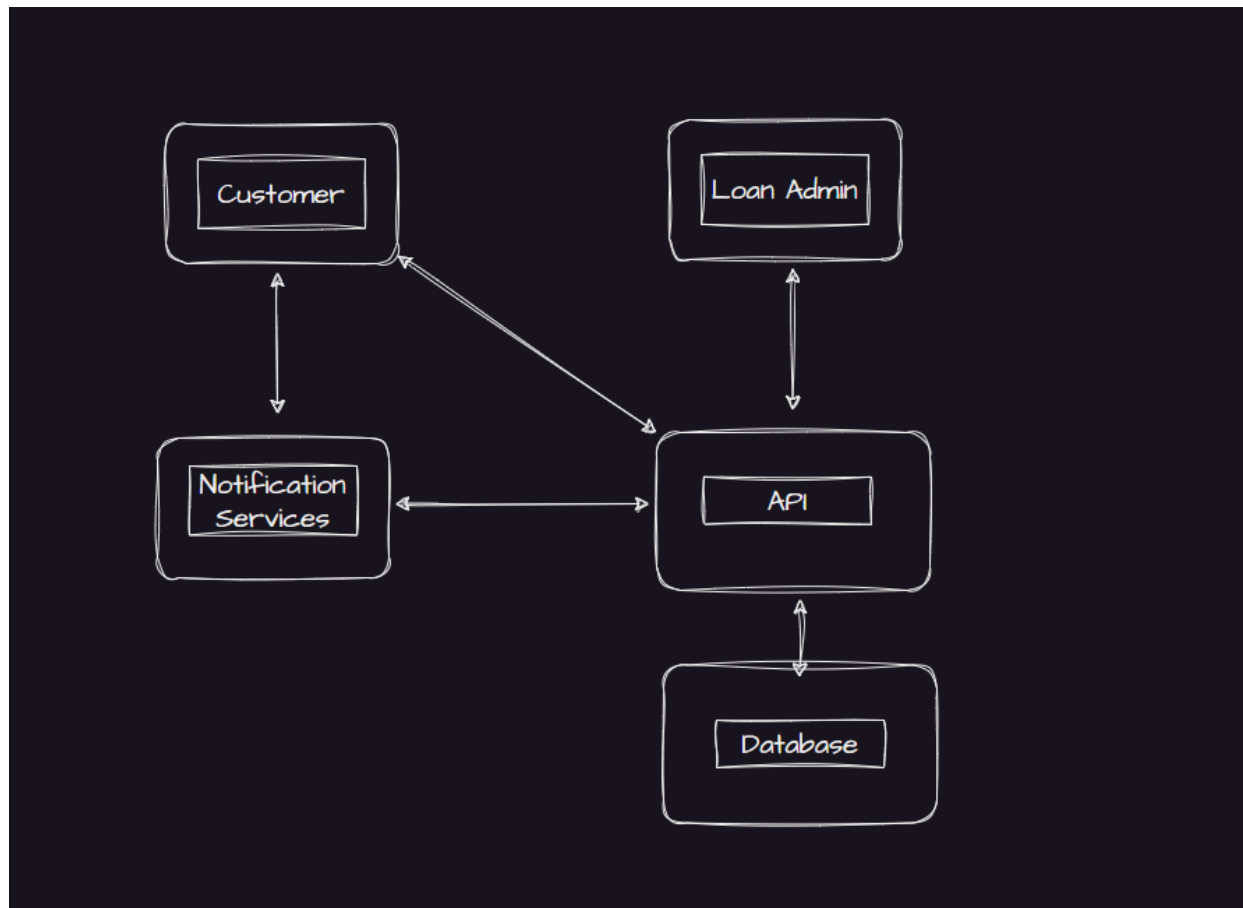 Customer
Loan Admin
Notification
Services
API
Database